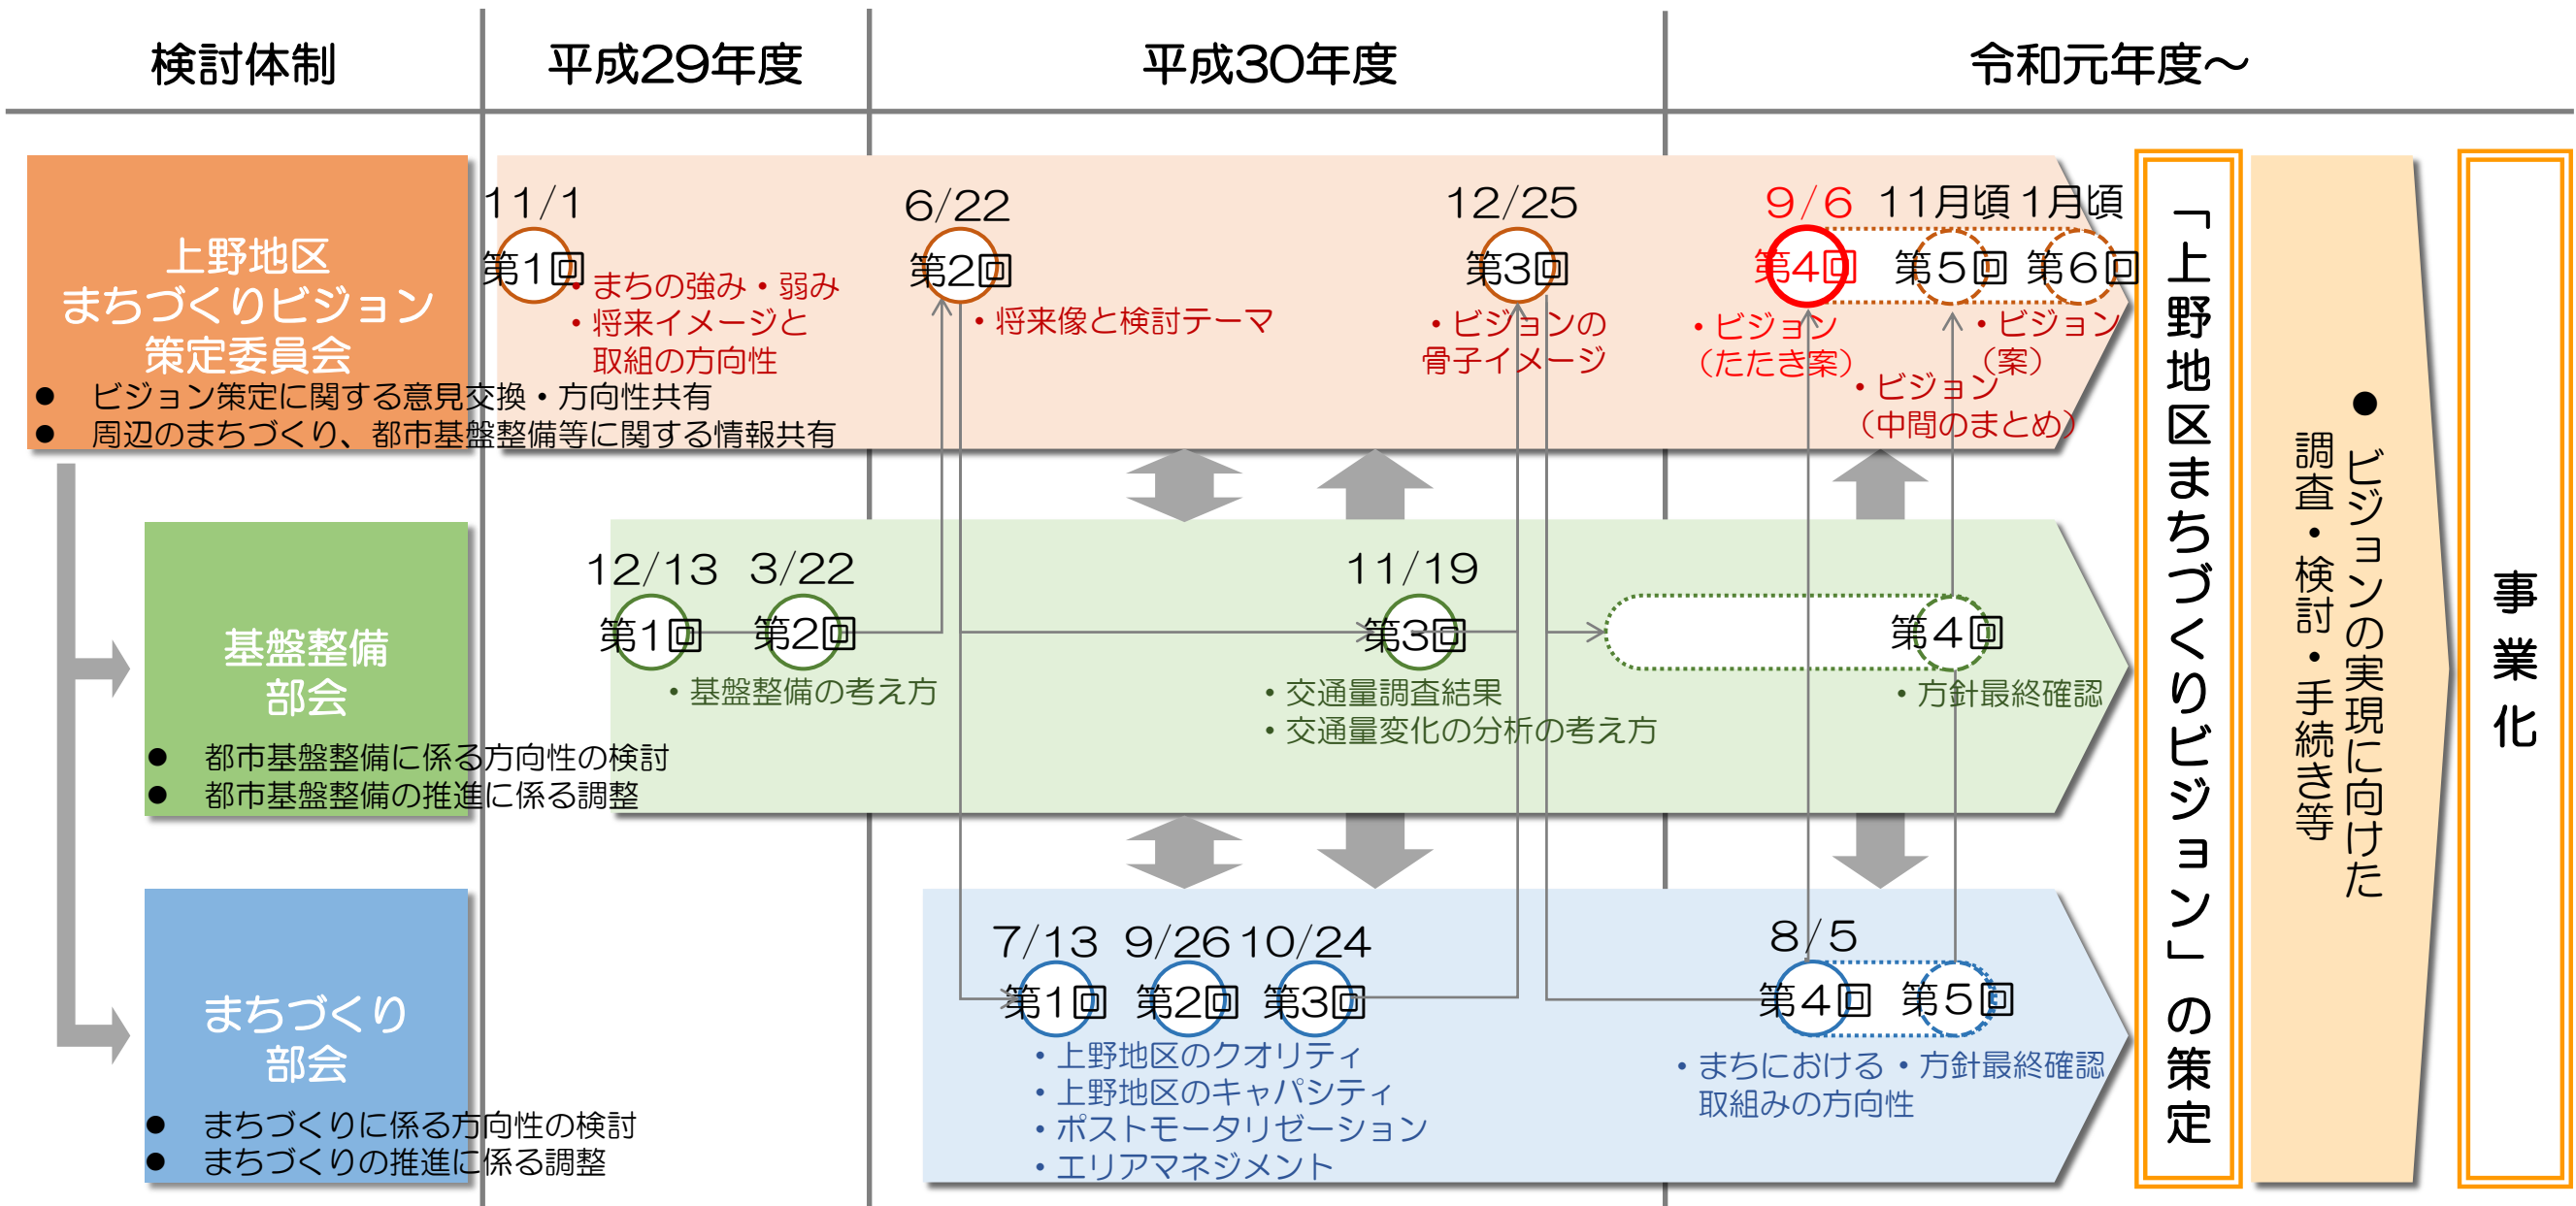 検討体制
平成29年度
平成30年度
令和元年度～
上野地区
まちづくりビジョン
策定委員会
● ビジョン策定に関する意見交換・方向性共有
● 周辺のまちづくり、都市基盤整備等に関する情報共有
11/1
第1回
・まちの強み・弱み
・将来イメージと
取組の方向性
6/22
第2回
・将来像と検討テーマ
12/25
第3回
・ビジョンの
骨子イメージ
9/6
第4回
・ビジョン
（たたき案）
11月頃
第5回
・ビジョン
（中間のまとめ）
1月頃
第6回
・ビジョン
（案）
基盤整備
部会
● 都市基盤整備に係る方向性の検討
● 都市基盤整備の推進に係る調整
12/13
第1回
3/22
第2回
・基盤整備の考え方
11/19
第3回
・交通量調査結果
・交通量変化の分析の考え方
第4回
・方針最終確認
まちづくり
部会
● まちづくりに係る方向性の検討
● まちづくりの推進に係る調整
7/13
第1回
9/26
第2回
10/24
第3回
・上野地区のクオリティ
・上野地区のキャパシティ
・ポストモータリゼーション
・エリアマネジメント
8/5
第4回
・まちにおける
取組みの方向性
第5回
・方針最終確認
「上野地区まちづくりビジョン」の策定
● ビジョンの実現に向けた
調査・検討・手続き等
事業化